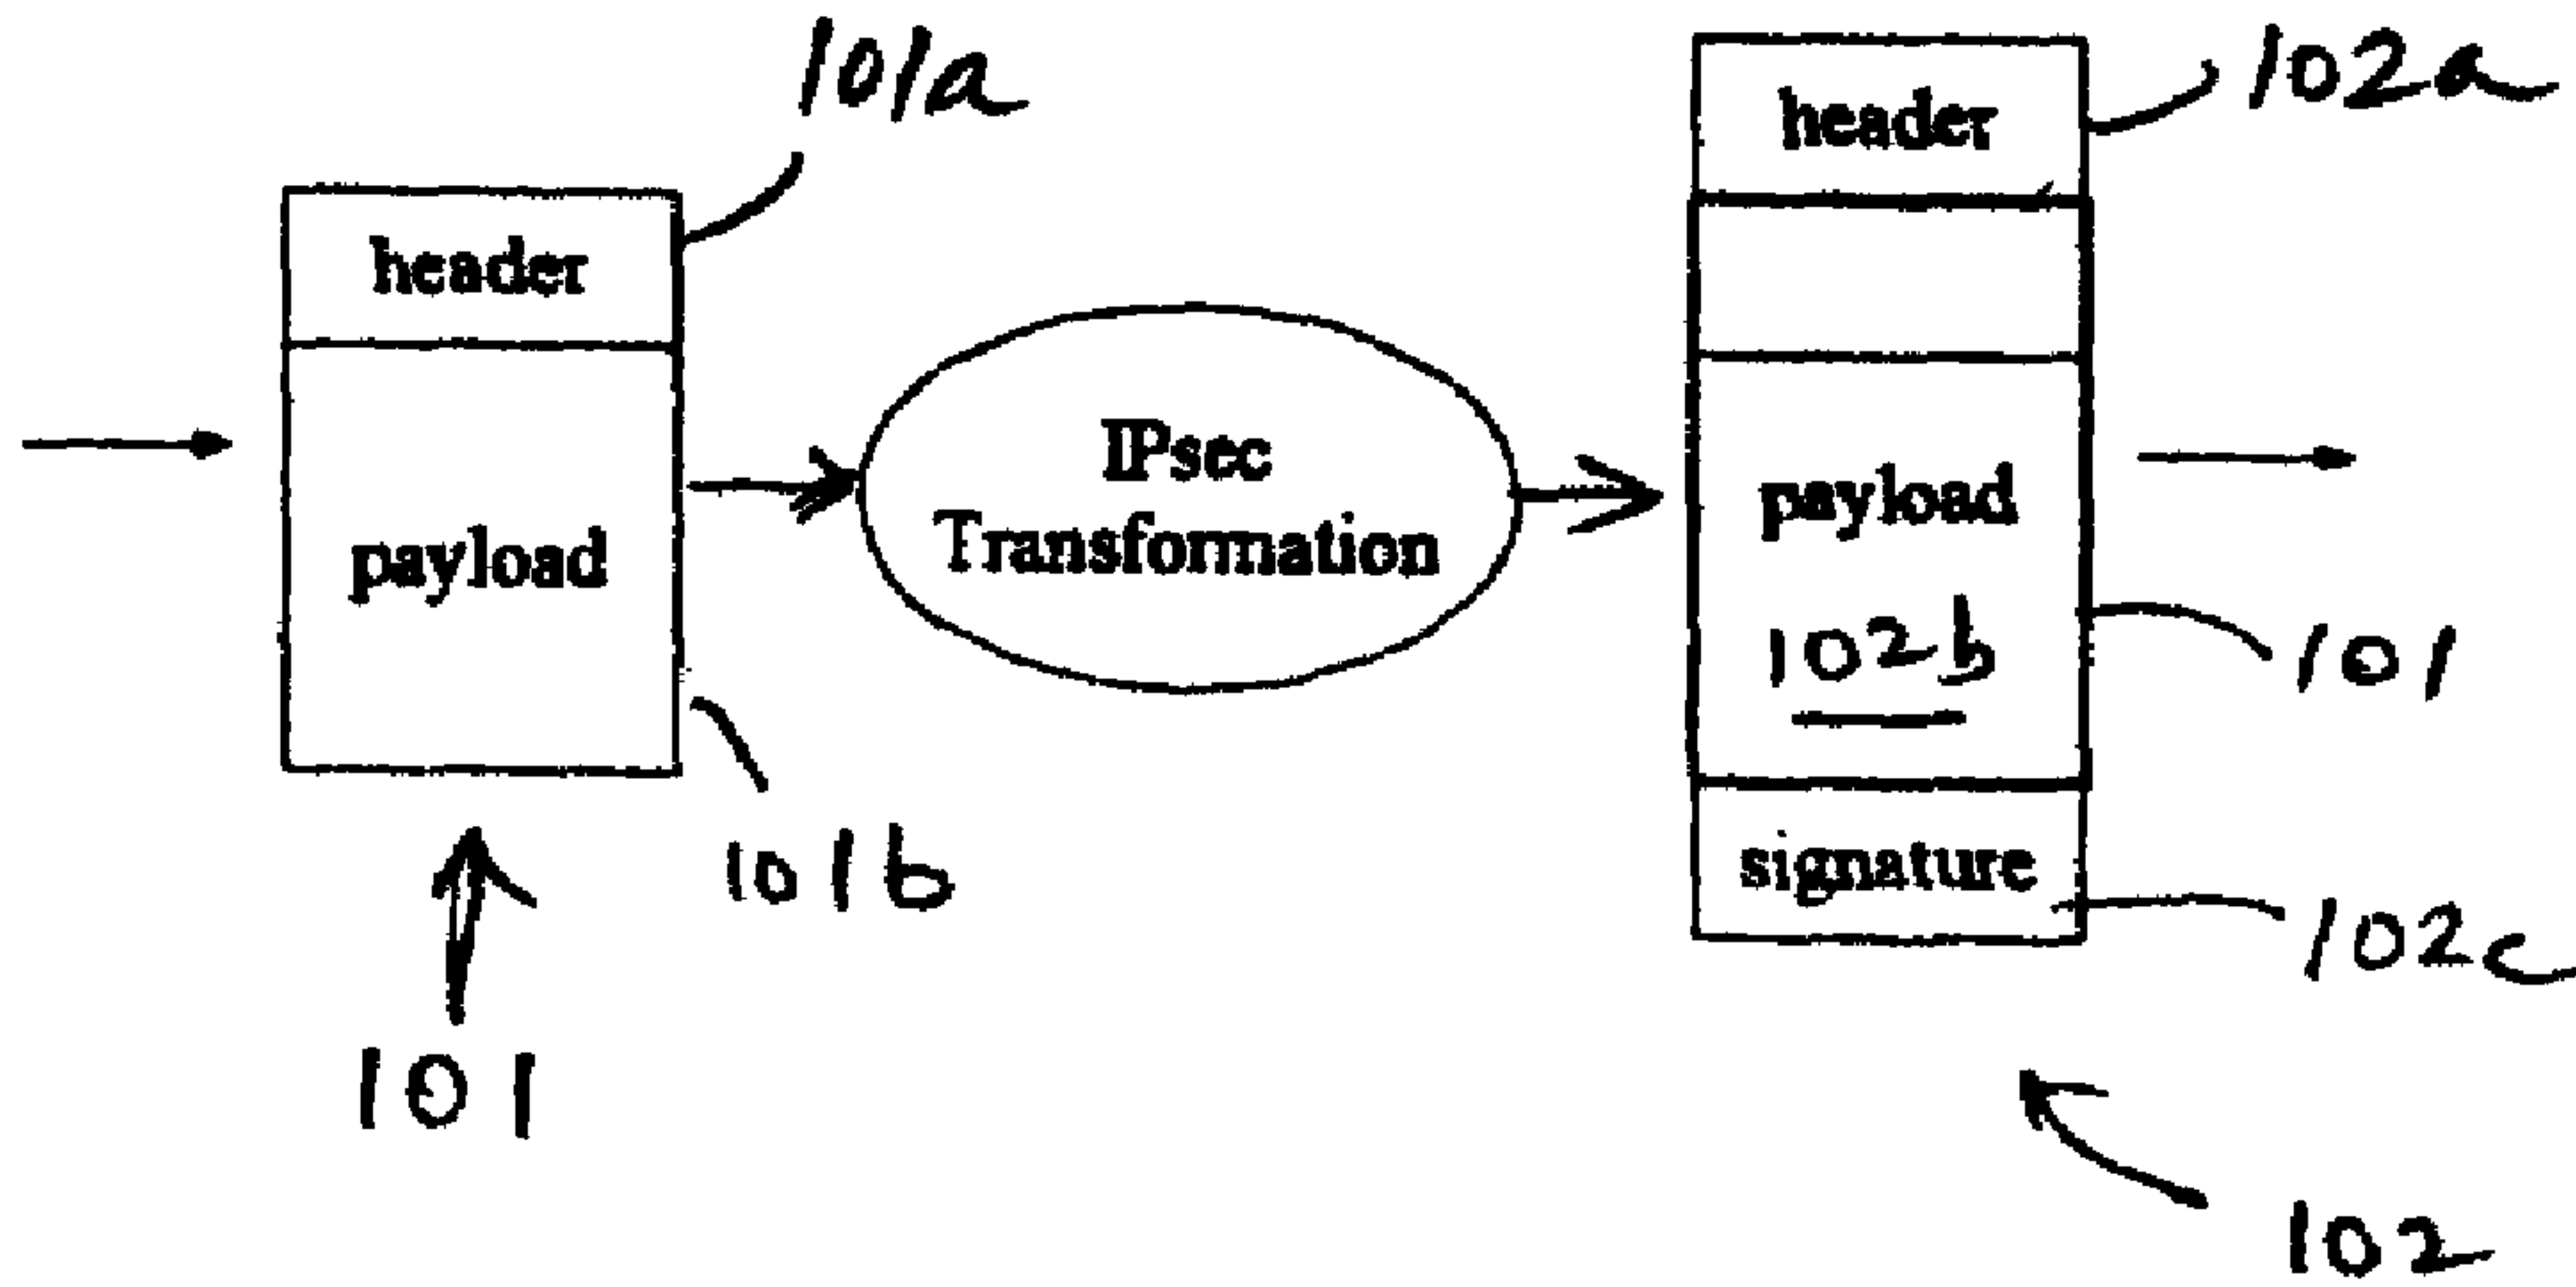 101a
header
payload
101b
101
IPsec
Transformation
header
102a
payload
102b
101
signature
102c
102